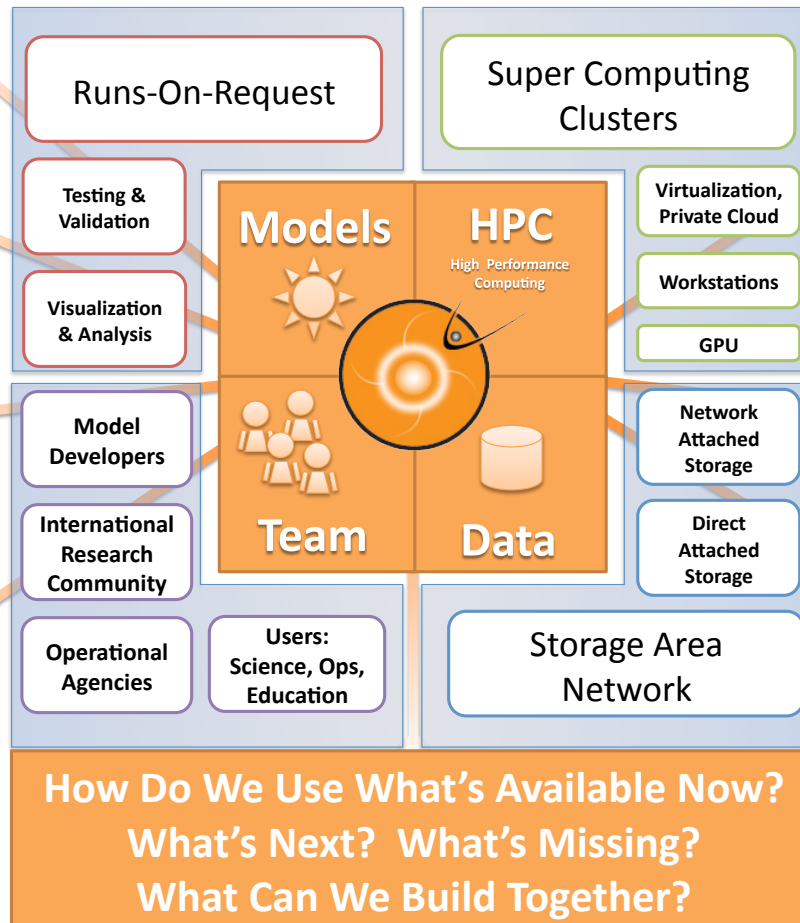 Runs-On-Request
Testing &
Validation
Visualization
& Analysis
Super Computing
Clusters
Virtualization,
Private Cloud
Workstations
GPU
Models
HPC
High Performance
Computing
Team
Data
Model
Developers
International
Research
Community
Operational
Agencies
Users:
Science, Ops,
Education
Network
Attached
Storage
Direct
Attached
Storage
Storage Area
Network
How Do We Use What's Available Now?
What's Next? What's Missing?
What Can We Build Together?